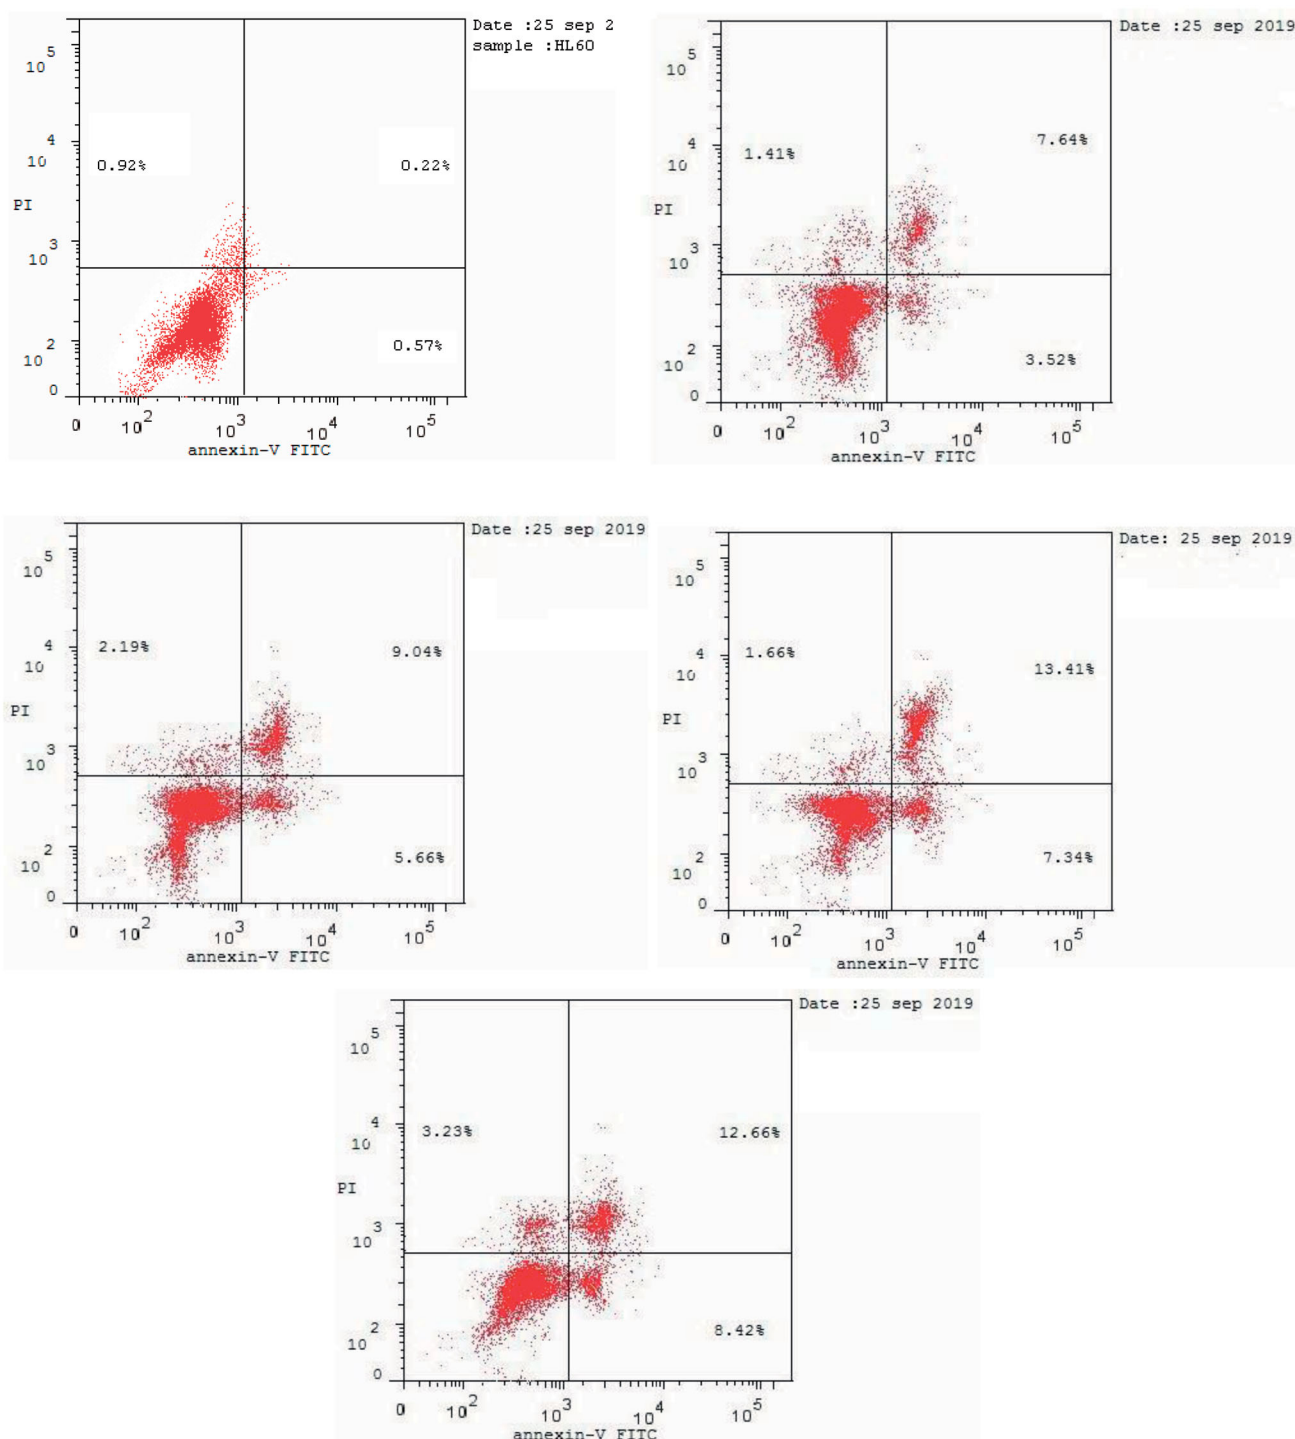 Date :25 sep 2
sample :HL60
10^5
10^4
0.92% 0.22%
PI
10^3
0.57%
10^2
0
0 10^2 10^3 10^4 10^5
annexin-V FITC
Date :25 sep 2019
10^5
10^4
7.64%
1.41%
PI
10^3
10^2
3.52%
0
0 10^2 10^3 10^4 10^5
annexin-V FITC
Date :25 sep 2019
10^5
10^4
2.19% 9.04%
PI
10^3
10^2
5.66%
0
0 10^2 10^3 10^4 10^5
annexin-V FITC
Date: 25 sep 2019
10^5
10^4
1.66%
13.41%
PI
10^3
10^2
7.34%
0
0 10^2 10^3 10^4 10^5
annexin-V FITC
Date :25 sep 2019
10^5
10^4
3.23% 12.66%
PI
10^3
10^2
8.42%
0
0 10^2 10^3 10^4 10^5
annexin-V FITC